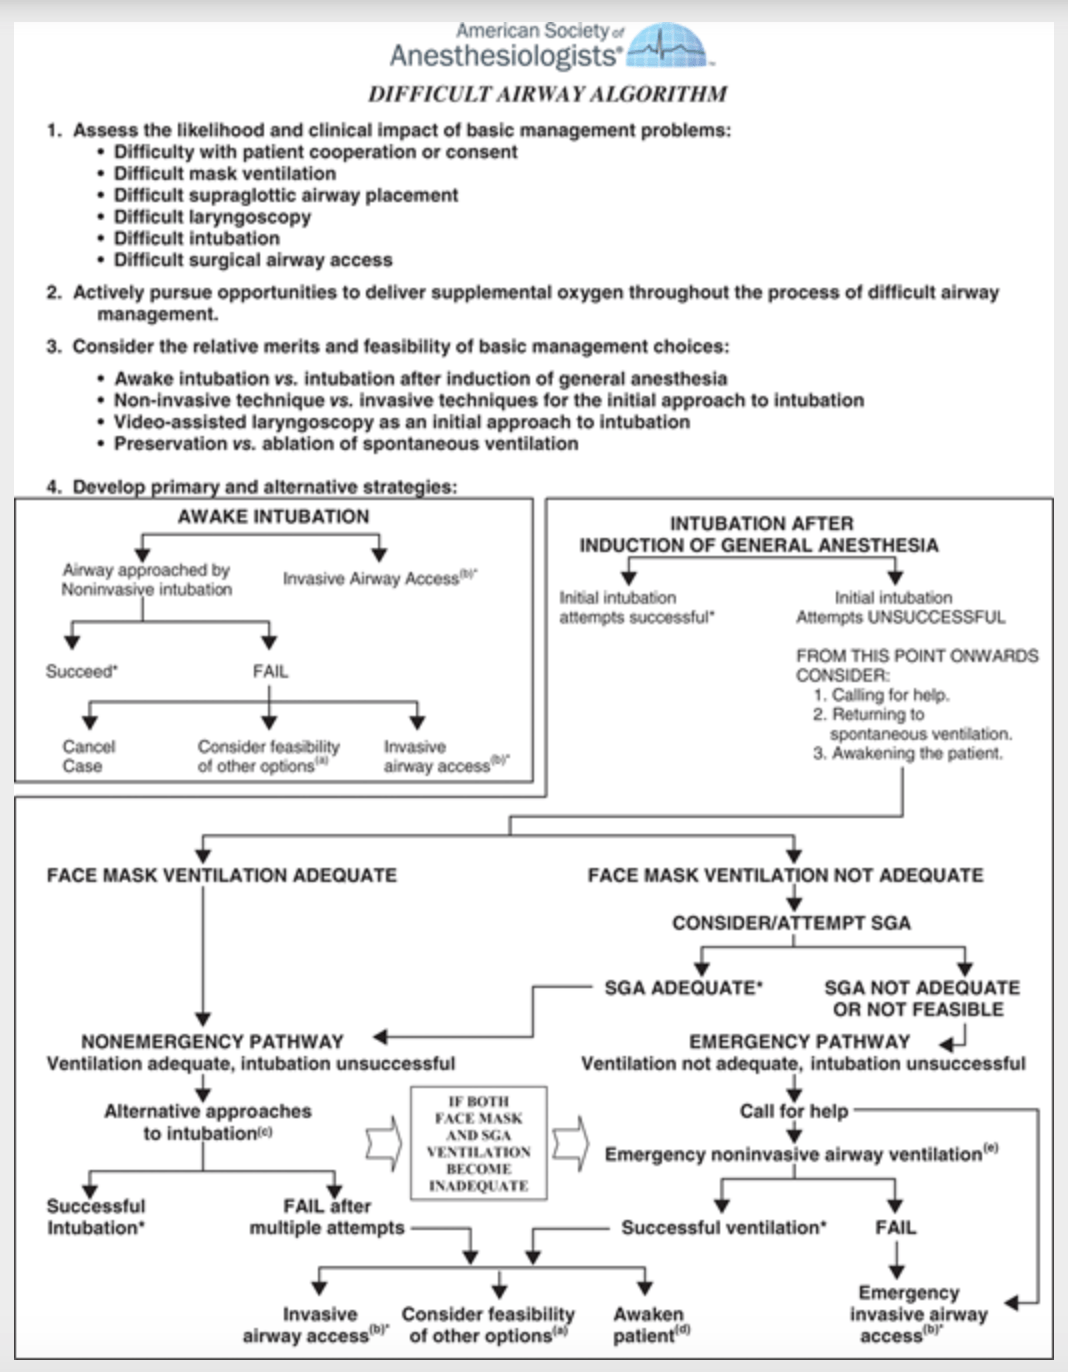 American Society of
Anesthesiologists®
™
DIFFICULT AIRWAY ALGORITHM
1. Assess the likelihood and clinical impact of basic management problems:
• Difficulty with patient cooperation or consent
• Difficult mask ventilation
• Difficult supraglottic airway placement
• Difficult laryngoscopy
• Difficult intubation
• Difficult surgical airway access
2. Actively pursue opportunities to deliver supplemental oxygen throughout the process of difficult airway
management.
3. Consider the relative merits and feasibility of basic management choices:
• Awake intubation vs. intubation after induction of general anesthesia
• Non-invasive technique vs. invasive techniques for the initial approach to intubation
• Video-assisted laryngoscopy as an initial approach to intubation
• Preservation vs. ablation of spontaneous ventilation
4. Develop primary and alternative strategies:
AWAKE INTUBATION
Airway approached by
Noninvasive intubation
Invasive Airway Access(b)*
Succeed*
FAIL
Cancel
Case
Consider feasibility
of other options(a)
Invasive
airway access(b)*
INTUBATION AFTER
INDUCTION OF GENERAL ANESTHESIA
Initial intubation
attempts successful*
Initial intubation
Attempts UNSUCCESSFUL
FROM THIS POINT ONWARDS
CONSIDER:
1. Calling for help.
2. Returning to
spontaneous ventilation.
3. Awakening the patient.
FACE MASK VENTILATION ADEQUATE
FACE MASK VENTILATION NOT ADEQUATE
CONSIDER/ATTEMPT SGA
SGA ADEQUATE*
SGA NOT ADEQUATE
OR NOT FEASIBLE
NONEMERGENCY PATHWAY
Ventilation adequate, intubation unsuccessful
EMERGENCY PATHWAY
Ventilation not adequate, intubation unsuccessful
Alternative approaches
to intubation(c)
IF BOTH
FACE MASK
AND SGA
VENTILATION
BECOME
INADEQUATE
Call for help
Emergency noninvasive airway ventilation(e)
Successful
Intubation*
FAIL after
multiple attempts
Successful ventilation*
FAIL
Invasive
airway access(b)*
Consider feasibility
of other options(a)
Awaken
patient(d)
Emergency
invasive airway
access(b)*